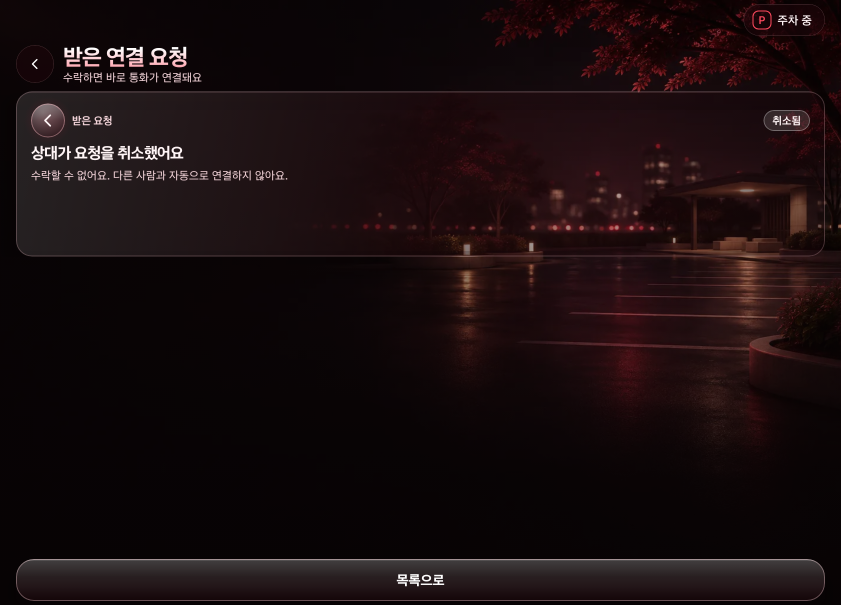 P 주차 중
받은 연결 요청
수락하면 바로 통화가 연결돼요
받은 요청
취소됨
상대가 요청을 취소했어요
수락할 수 없어요. 다른 사람과 자동으로 연결하지 않아요.
목록으로